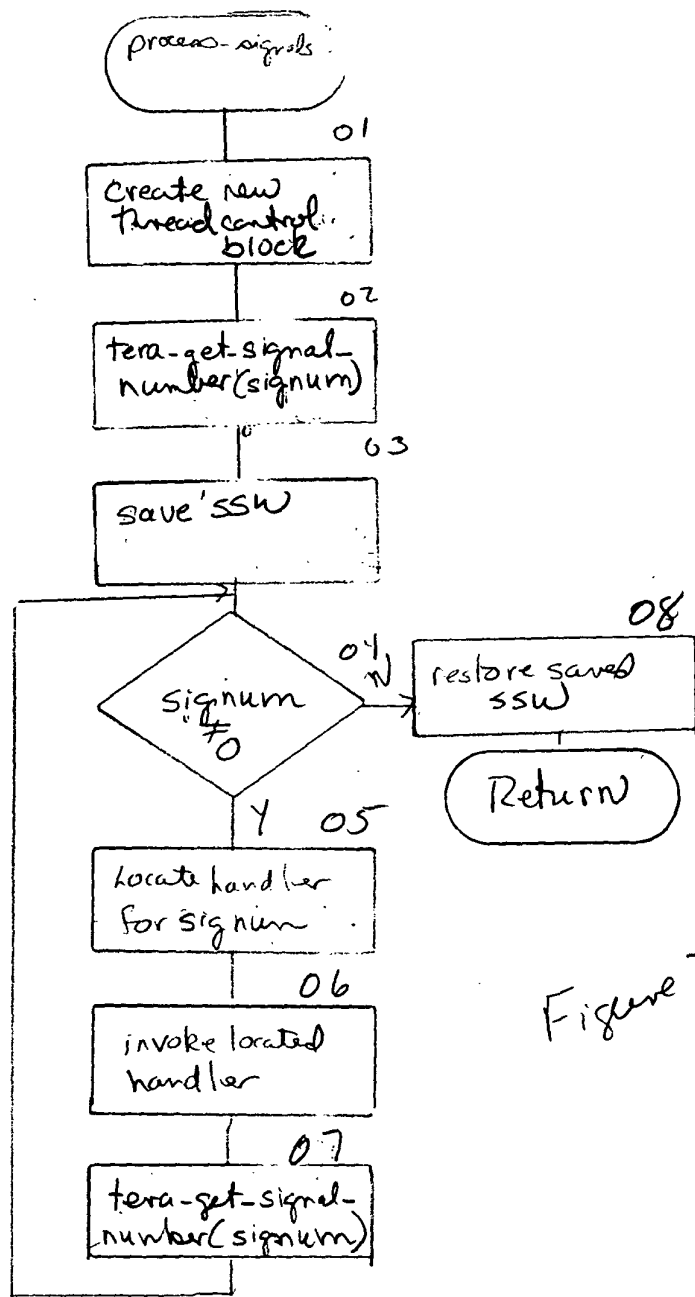 process-signals
01
create new
thread control
block
02
tera-get-signal-
number(signum)
03
save SSW
04
signum
≠
0
N
08
restore saved
SSW
Return
Y
05
Locate handler
for signum
06
invoke located
handler
07
tera-get-signal-
number(signum)
Figure